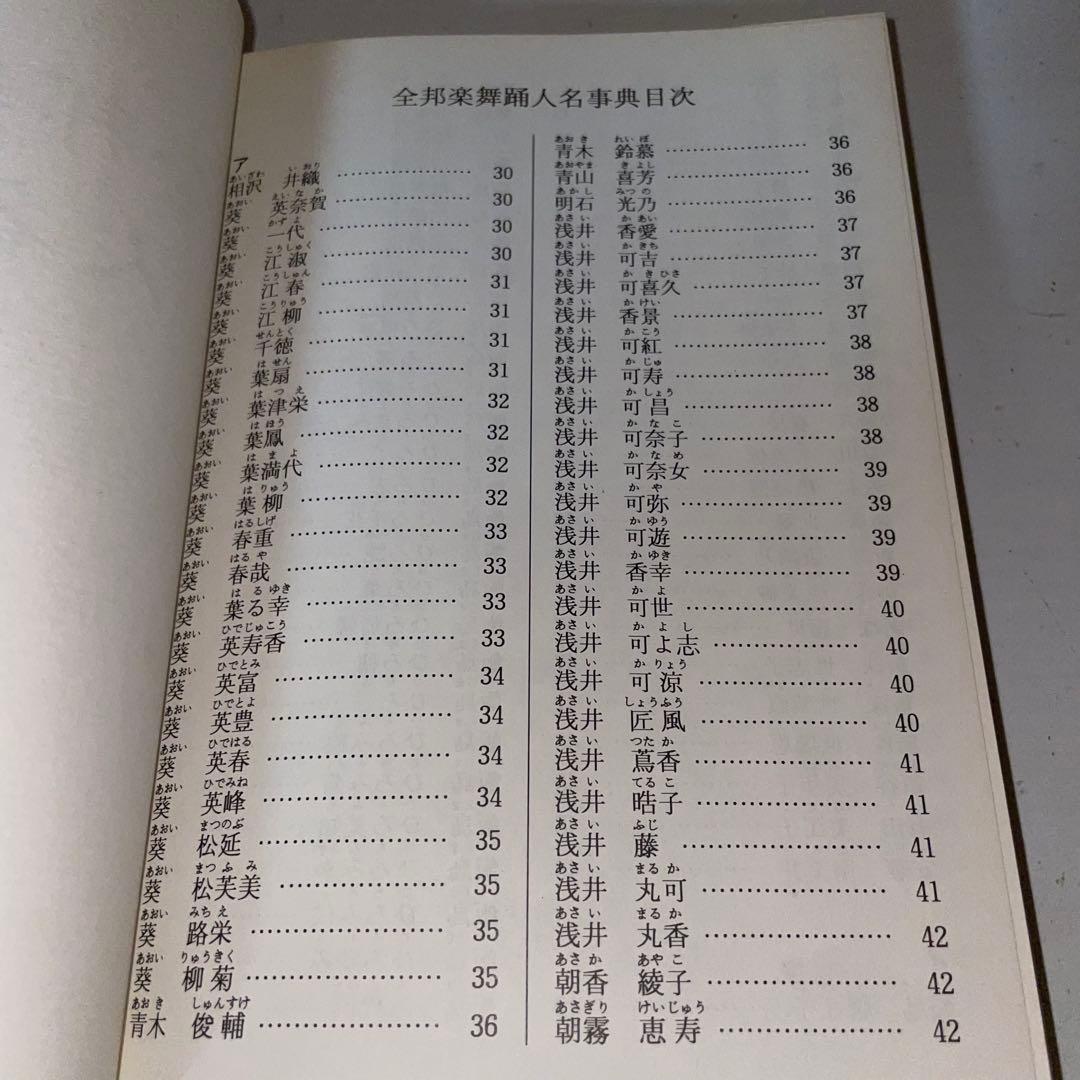 全邦楽舞踊人名事典目次
ア
相沢 井織 30
葵 英奈賀 30
葵 一代 30
葵 江淑 30
葵 江春 31
葵 江柳 31
葵 千徳 31
葵 葉扇 31
葵 葉津栄 32
葵 葉鳳 32
葵 葉満代 32
葵 葉柳 32
葵 春重 33
葵 春哉 33
葵 葉る幸 33
葵 英寿香 33
葵 英富 34
葵 英豊 34
葵 英春 34
葵 英峰 34
葵 松延 35
葵 松芙美 35
葵 路栄 35
葵 柳菊 35
青木 俊輔 36
青木 鈴慕 36
青山 喜芳 36
明石 光乃 36
浅井 香愛 37
浅井 可吉 37
浅井 可喜久 37
浅井 香景 37
浅井 可紅 38
浅井 可寿 38
浅井 可昌 38
浅井 可奈子 38
浅井 可奈女 39
浅井 可弥 39
浅井 可遊 39
浅井 香幸 39
浅井 可世 40
浅井 可よ志 40
浅井 可涼 40
浅井 匠風 40
浅井 蔦香 41
浅井 晧子 41
浅井 藤 41
浅井 丸可 41
浅井 丸香 42
朝香 綾子 42
朝霧 恵寿 42